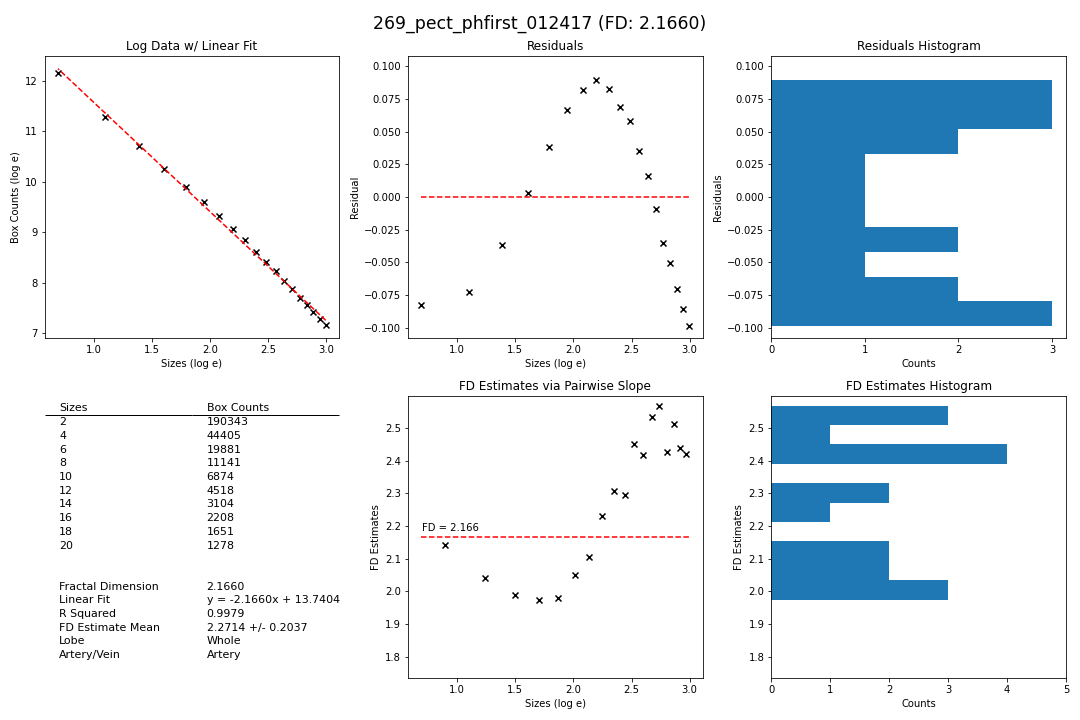 269_pect_phfirst_012417 (FD: 2.1660)
Log Data w/ Linear Fit
Box Counts (log e)
12
11
10
9
8
7
1.0 1.5 2.0 2.5 3.0
Sizes (log e)
Residuals
Residual
0.100
0.075
0.050
0.025
0.000
−0.025
−0.050
−0.075
−0.100
1.0 1.5 2.0 2.5 3.0
Sizes (log e)
Residuals Histogram
Residuals
0.100
0.075
0.050
0.025
0.000
−0.025
−0.050
−0.075
−0.100
0 1 2 3
Counts
Sizes Box Counts
2 190343
4 44405
6 19881
8 11141
10 6874
12 4518
14 3104
16 2208
18 1651
20 1278
Fractal Dimension 2.1660
Linear Fit y = -2.1660x + 13.7404
R Squared 0.9979
FD Estimate Mean 2.2714 +/- 0.2037
Lobe Whole
Artery/Vein Artery
FD Estimates via Pairwise Slope
FD Estimates
2.5
2.4
2.3
2.2
2.1
2.0
1.9
1.8
FD = 2.166
1.0 1.5 2.0 2.5 3.0
Sizes (log e)
FD Estimates Histogram
FD Estimates
2.5
2.4
2.3
2.2
2.1
2.0
1.9
1.8
0 1 2 3 4 5
Counts